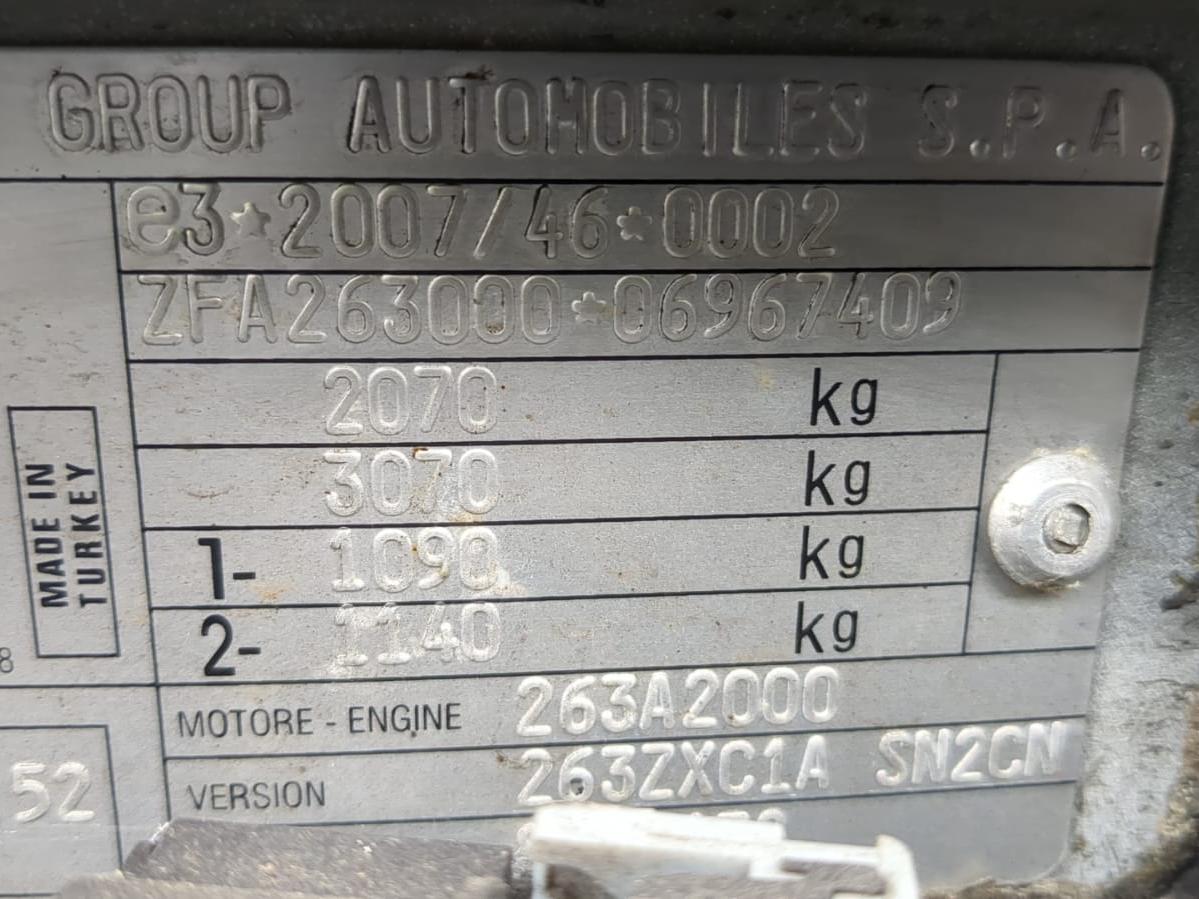 GROUP AUTOMOBILES S.P.A.
e3*2007/46*0002
ZFA263000*06967409
2070 kg
3070 kg
1- 1090 kg
2- 1140 kg
MADE IN
TURKEY
8
MOTORE - ENGINE 263A2000
VERSION 263ZXC1A SN2CN
52